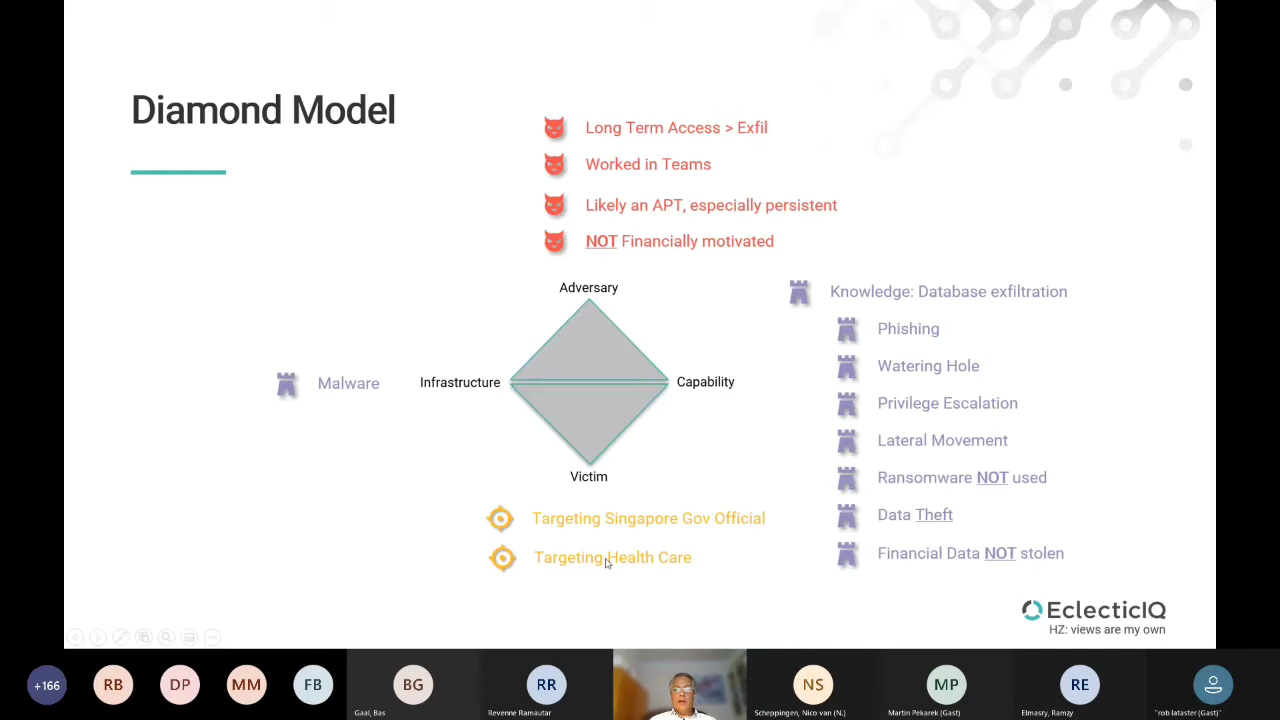 Diamond Model
Long Term Access > Exfil
Worked in Teams
Likely an APT, especially persistent
NOT Financially motivated
Adversary
Knowledge: Database exfiltration
Phishing
Watering Hole
Malware
Infrastructure
Capability
Privilege Escalation
Lateral Movement
Victim
Ransomware NOT used
Targeting Singapore Gov Official
Data Theft
Targeting Health Care
Financial Data NOT stolen
EclecticIQ
HZ: views are my own
+166
RB
DP
MM
FB
BG
Gaal, Bas
RR
Revenne Ramautar
NS
Scheppingen, Nico van (N.)
MP
Martin Pekarek (Gast)
RE
Elmasry, Ramzy
"rob lataster (Gast)"